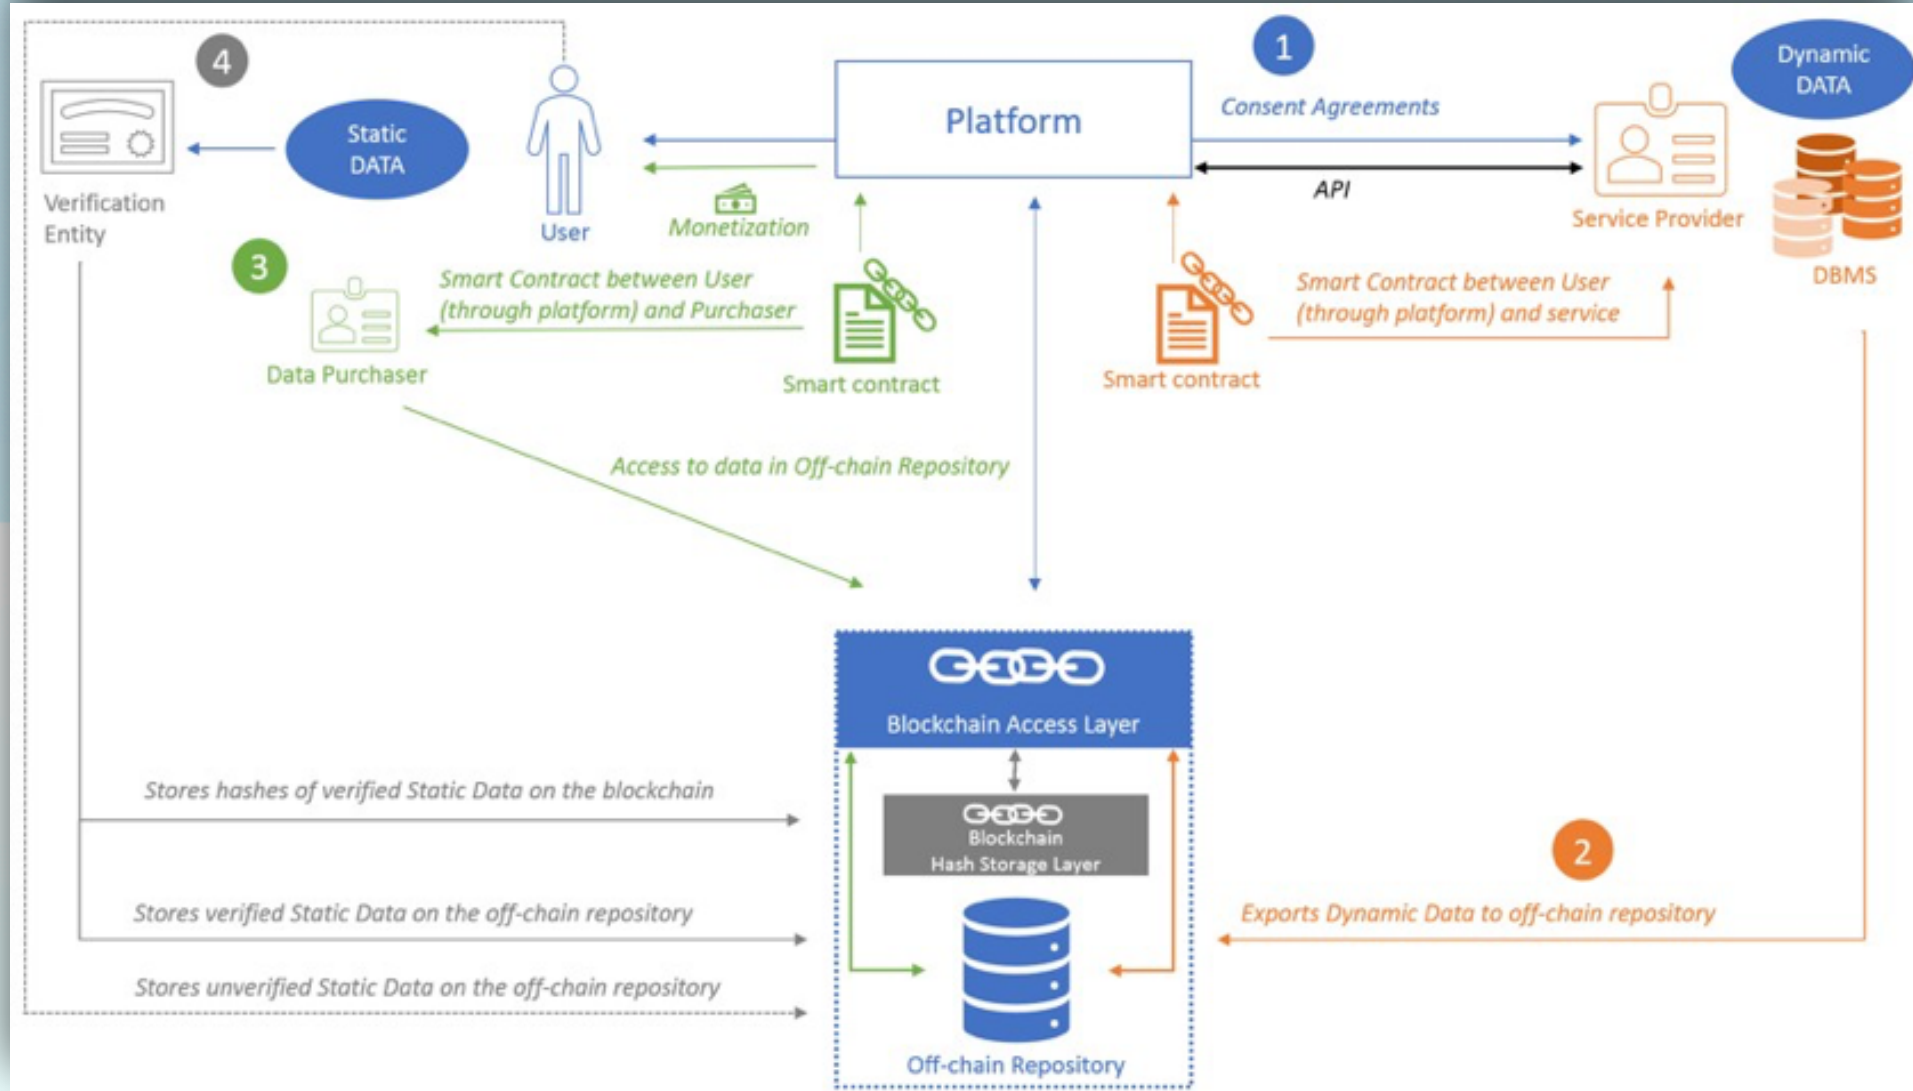 4
1
Dynamic
DATA
Static
DATA
Platform
Consent Agreements
API
Verification
Entity
User
Monetization
Service Provider
DBMS
3
Smart Contract between User
(through platform) and Purchaser
Smart Contract between User
(through platform) and service
Data Purchaser
Smart contract
Smart contract
Access to data in Off-chain Repository
Blockchain Access Layer
Stores hashes of verified Static Data on the blockchain
Blockchain
Hash Storage Layer
2
Stores verified Static Data on the off-chain repository
Exports Dynamic Data to off-chain repository
Stores unverified Static Data on the off-chain repository
Off-chain Repository